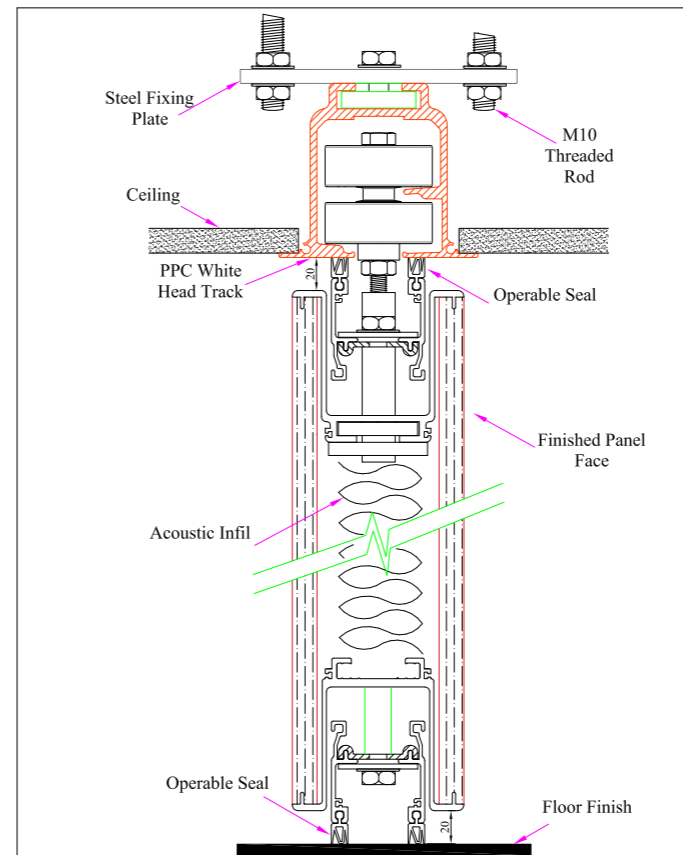 Steel Fixing
Plate
M10
Threaded
Rod
Ceiling
PPC White
Head Track
20
Operable Seal
Finished Panel
Face
Acoustic Infil
Operable Seal
20
Floor Finish